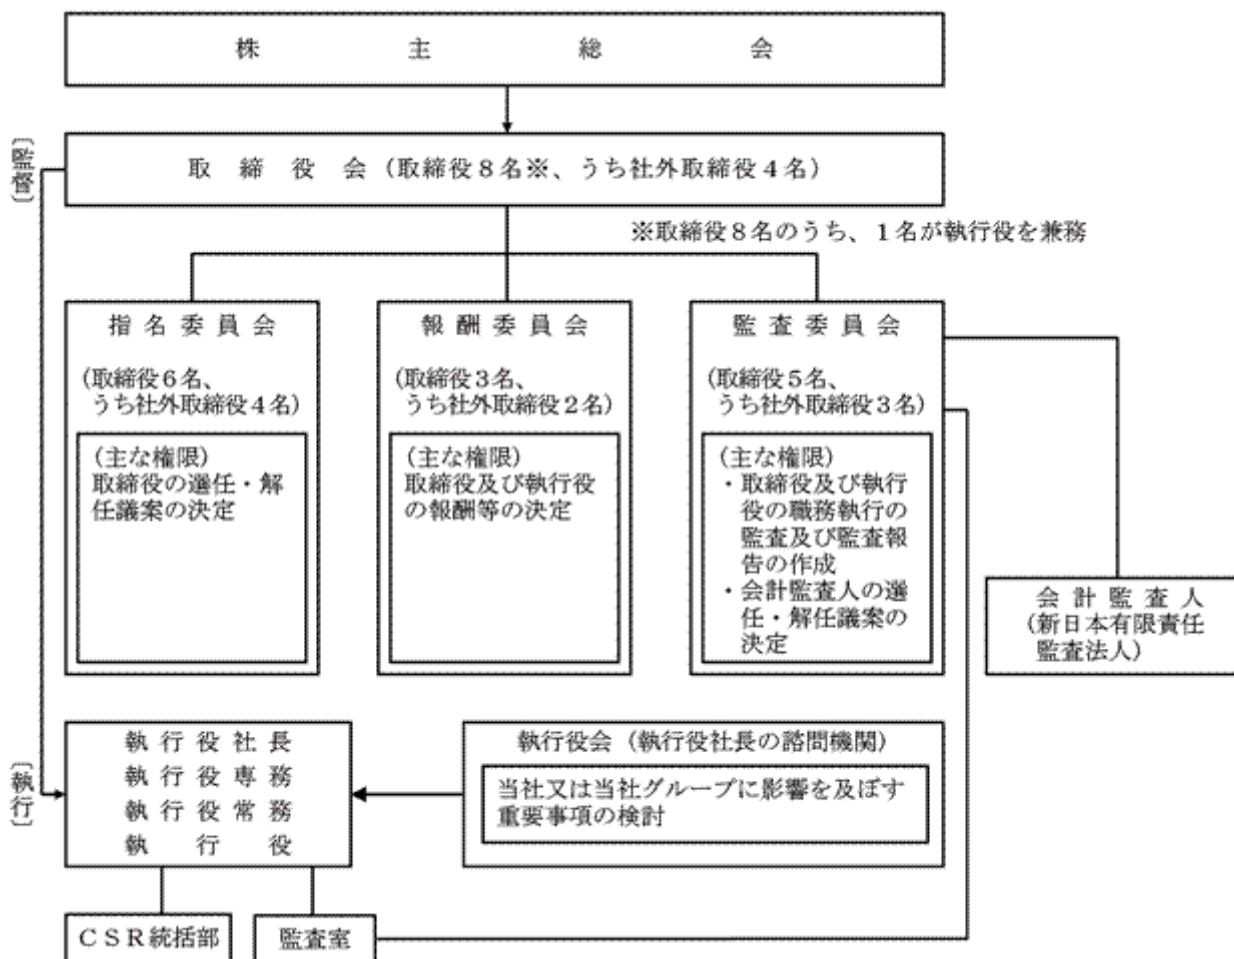 株主総会
〔監督〕
取締役会（取締役８名※、うち社外取締役４名）
※取締役８名のうち、１名が執行役を兼務
指名委員会
（取締役６名、
うち社外取締役４名）
（主な権限）
取締役の選任・解
任議案の決定
報酬委員会
（取締役３名、
うち社外取締役２名）
（主な権限）
取締役及び執行役
の報酬等の決定
監査委員会
（取締役５名、
うち社外取締役３名）
（主な権限）
・取締役及び執行
役の職務執行の
監査及び監査報
告の作成
・会計監査人の選
任・解任議案の
決定
会計監査人
（新日本有限責任
監査法人）
〔執行〕
執行役社長
執行役専務
執行役常務
執行役
執行役会（執行役社長の諮問機関）
当社又は当社グループに影響を及ぼす
重要事項の検討
ＣＳＲ統括部
監査室